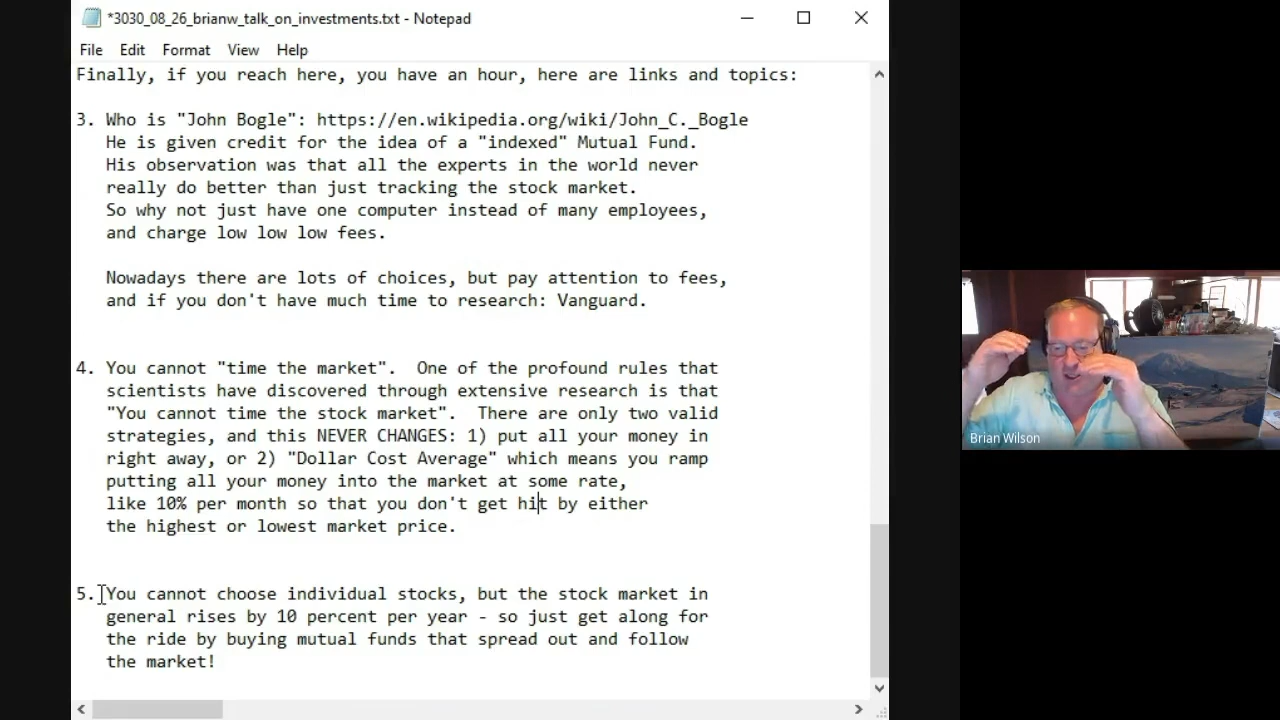 *3030_08_26_brianw_talk_on_investments.txt - Notepad
File Edit Format View Help
Finally, if you reach here, you have an hour, here are links and topics:
3. Who is "John Bogle": https://en.wikipedia.org/wiki/John_C._Bogle
He is given credit for the idea of a "indexed" Mutual Fund.
His observation was that all the experts in the world never
really do better than just tracking the stock market.
So why not just have one computer instead of many employees,
and charge low low low fees.
Nowadays there are lots of choices, but pay attention to fees,
and if you don't have much time to research: Vanguard.
4. You cannot "time the market". One of the profound rules that
scientists have discovered through extensive research is that
"You cannot time the stock market". There are only two valid
strategies, and this NEVER CHANGES: 1) put all your money in
right away, or 2) "Dollar Cost Average" which means you ramp
putting all your money into the market at some rate,
like 10% per month so that you don't get hit by either
the highest or lowest market price.
5. You cannot choose individual stocks, but the stock market in
general rises by 10 percent per year - so just get along for
the ride by buying mutual funds that spread out and follow
the market!
Brian Wilson